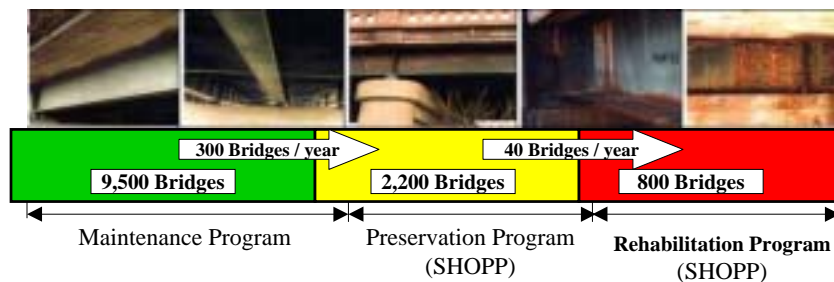 300 Bridges / year
40 Bridges / year
9,500 Bridges
2,200 Bridges
800 Bridges
Maintenance Program
Preservation Program
(SHOPP)
Rehabilitation Program
(SHOPP)